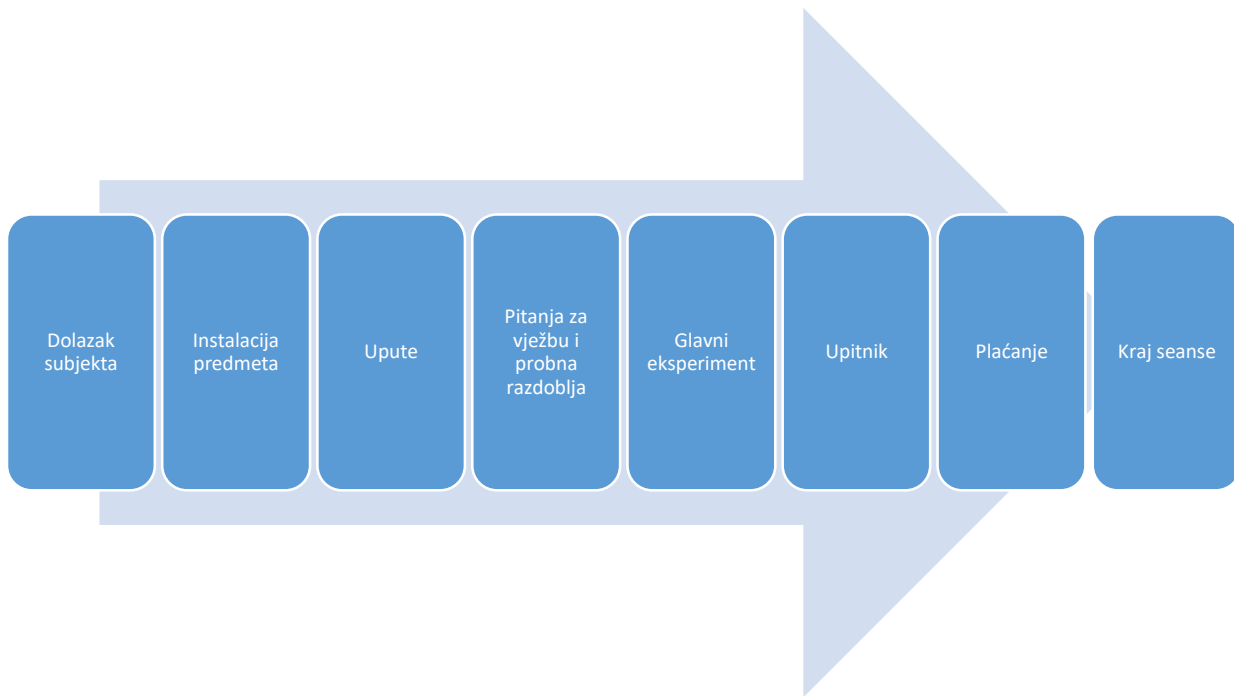 Dolazak
subjekta
Instalacija
predmeta
Upute
Pitanja za
vježbu i
probna
razdoblja
Glavni
eksperiment
Upitnik
Plaćanje
Kraj seanse